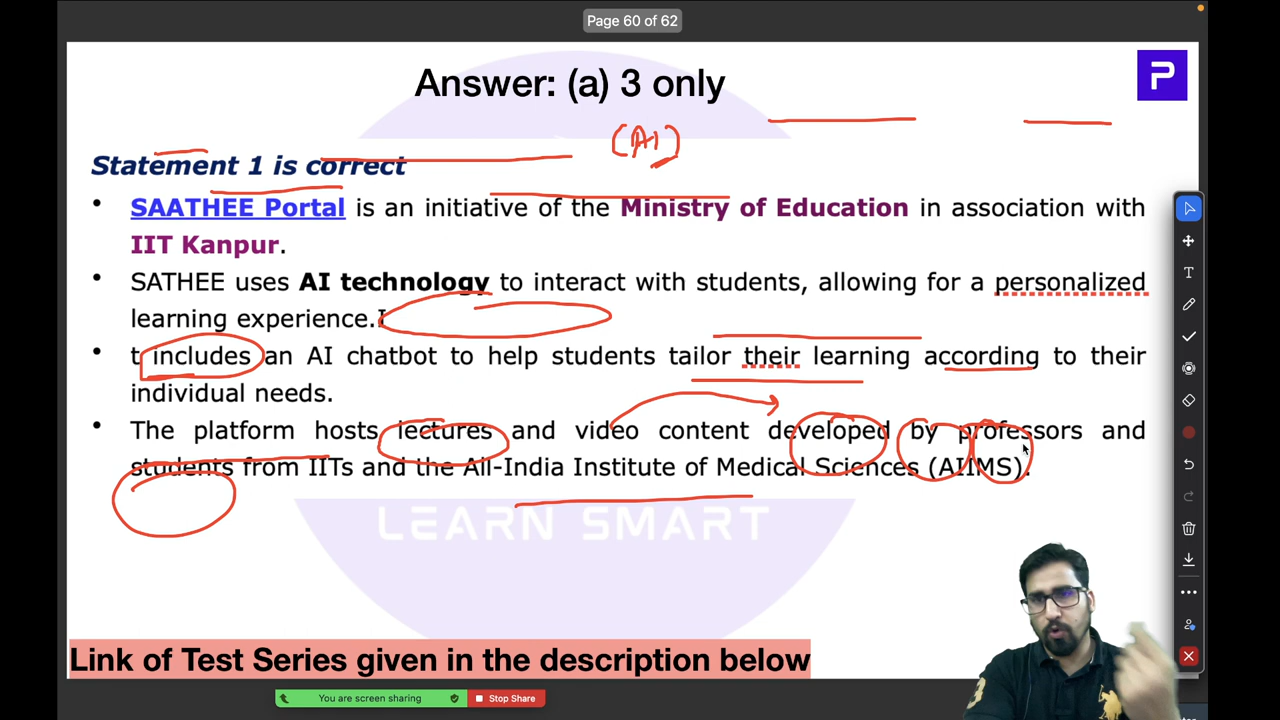 Page 60 of 62
Answer: (a) 3 only
(AI)
Statement 1 is correct
• SAATHEE Portal is an initiative of the Ministry of Education in association with
IIT Kanpur.
• SATHEE uses AI technology to interact with students, allowing for a personalized
learning experience.I
• t includes an AI chatbot to help students tailor their learning according to their
individual needs.
• The platform hosts lectures and video content developed by professors and
students from IITs and the All-India Institute of Medical Sciences (AIIMS).
LEARN SMART
Link of Test Series given in the description below
You are screen sharing
Stop Share